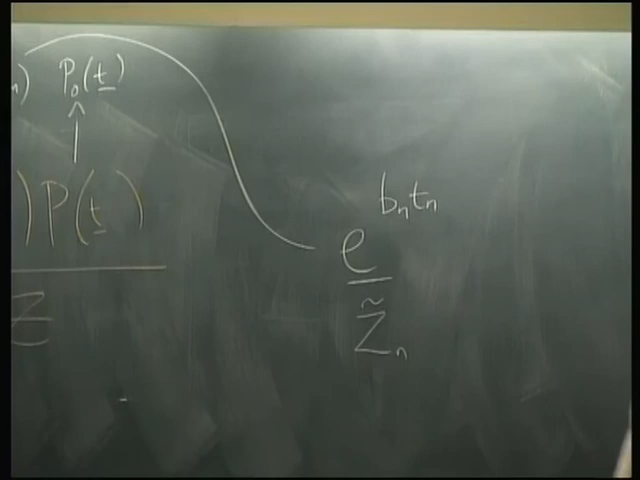 n) P₀(t̲)
) P(t̲)
Z
e^{bₙtₙ}
Z̃ₙ